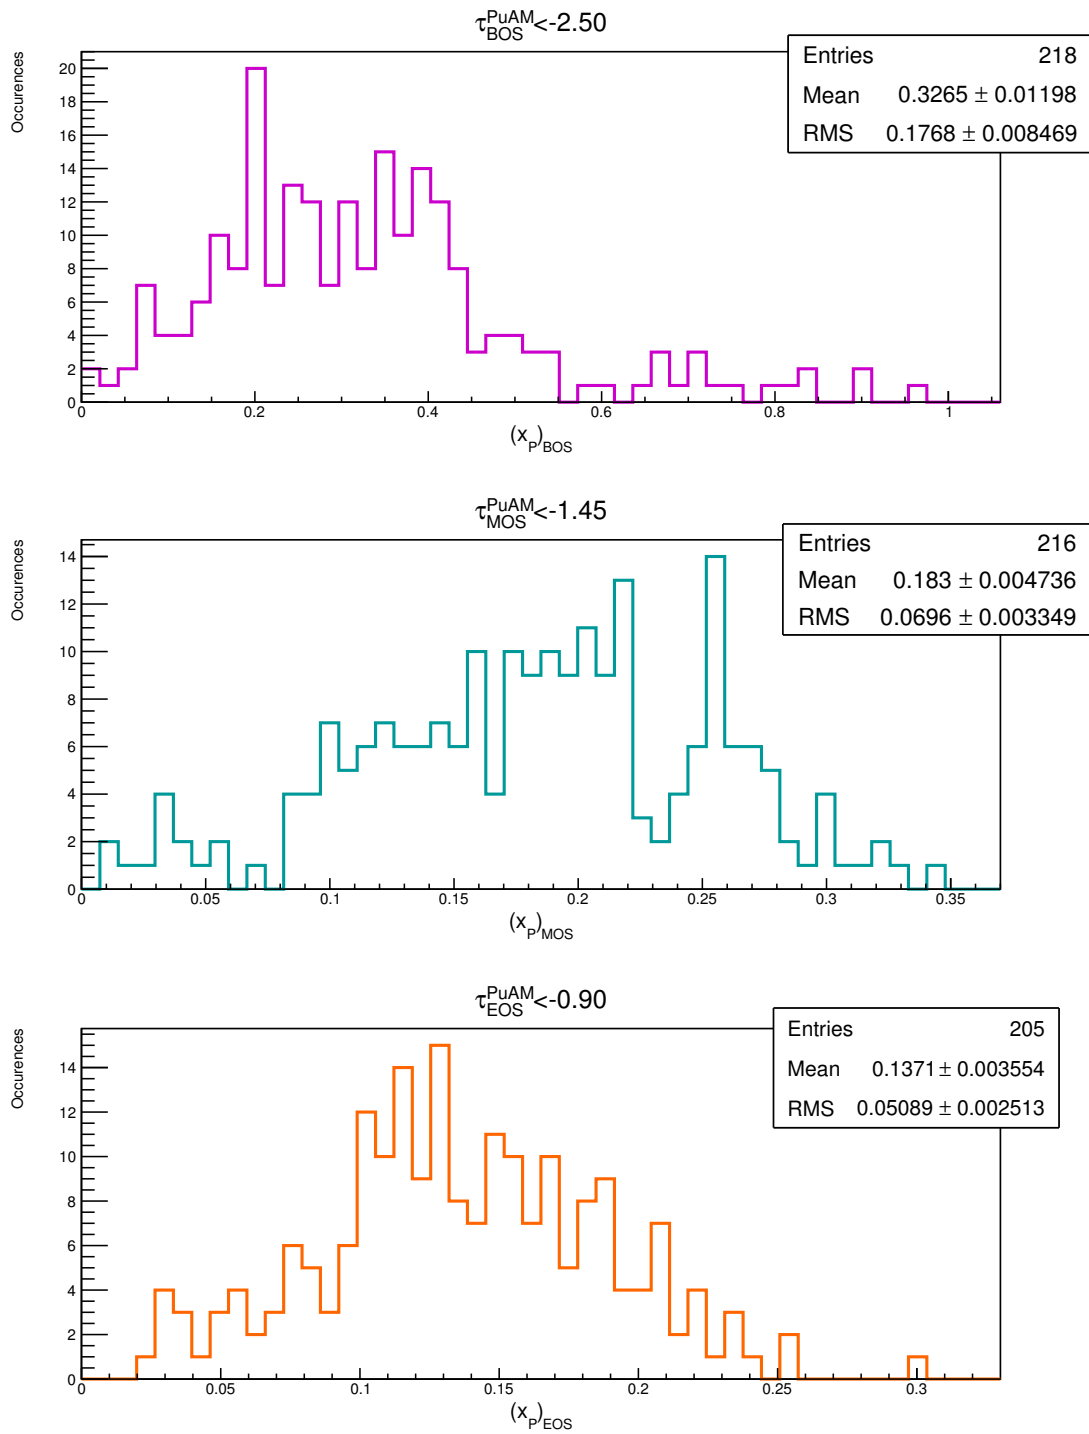 τ^PuAM_BOS<-2.50
Entries 218
Mean 0.3265 ± 0.01198
RMS 0.1768 ± 0.008469
Occurences
20
18
16
14
12
10
8
6
4
2
0
0 0.2 0.4 0.6 0.8 1
(x_P)_BOS
τ^PuAM_MOS<-1.45
Entries 216
Mean 0.183 ± 0.004736
RMS 0.0696 ± 0.003349
Occurences
14
12
10
8
6
4
2
0
0 0.05 0.1 0.15 0.2 0.25 0.3 0.35
(x_P)_MOS
τ^PuAM_EOS<-0.90
Entries 205
Mean 0.1371 ± 0.003554
RMS 0.05089 ± 0.002513
Occurences
14
12
10
8
6
4
2
0
0 0.05 0.1 0.15 0.2 0.25 0.3
(x_P)_EOS